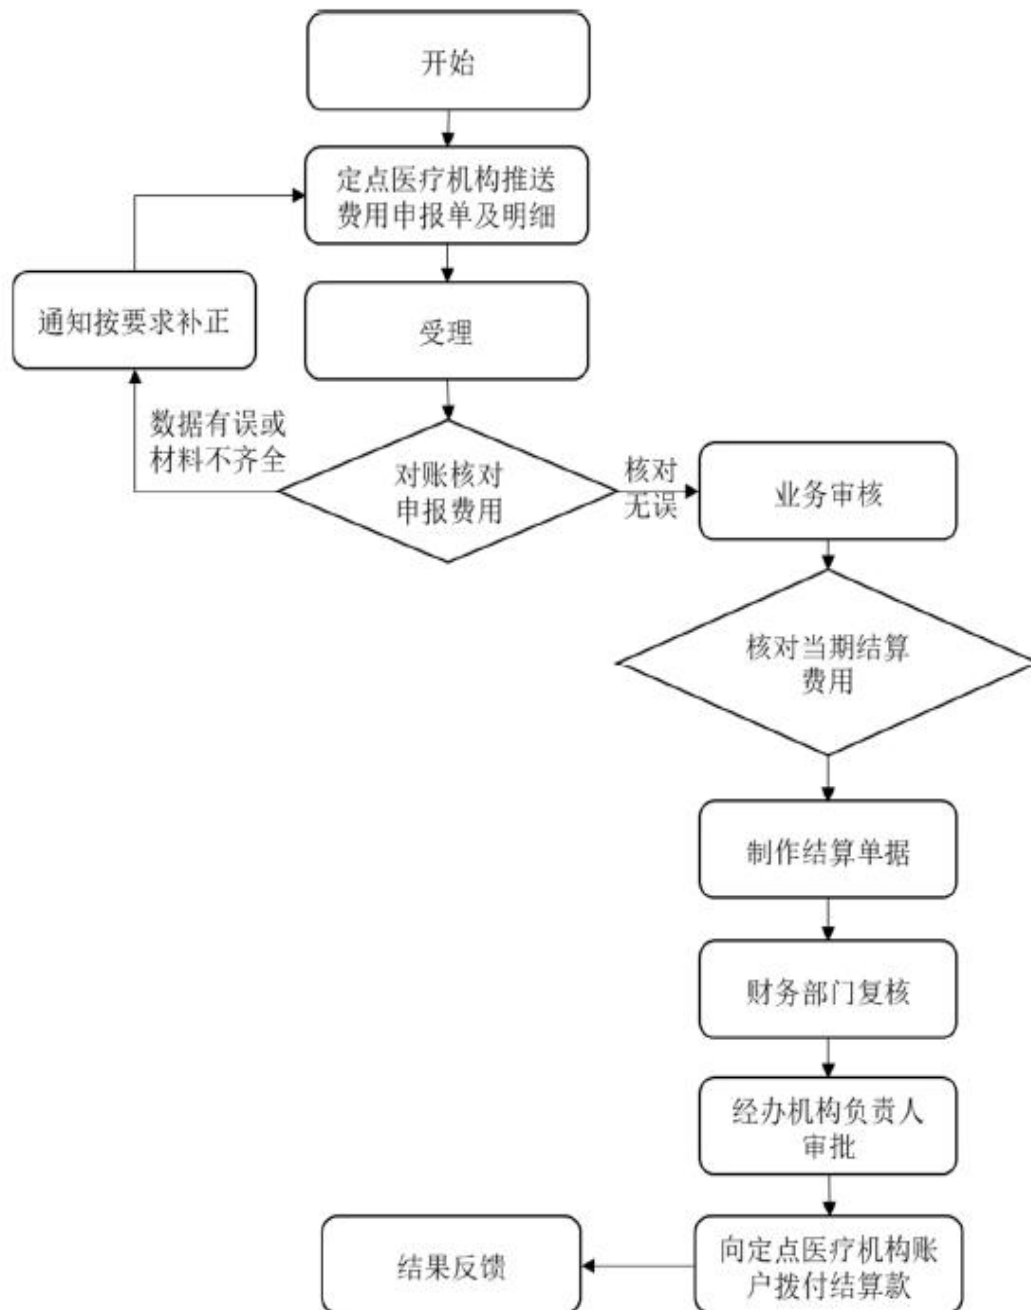 开始
定点医疗机构推送
费用申报单及明细
通知按要求补正
受理
数据有误或
材料不齐全
对账核对
申报费用
核对
无误
业务审核
核对当期结算
费用
制作结算单据
财务部门复核
经办机构负责人
审批
向定点医疗机构账
户拨付结算款
结果反馈